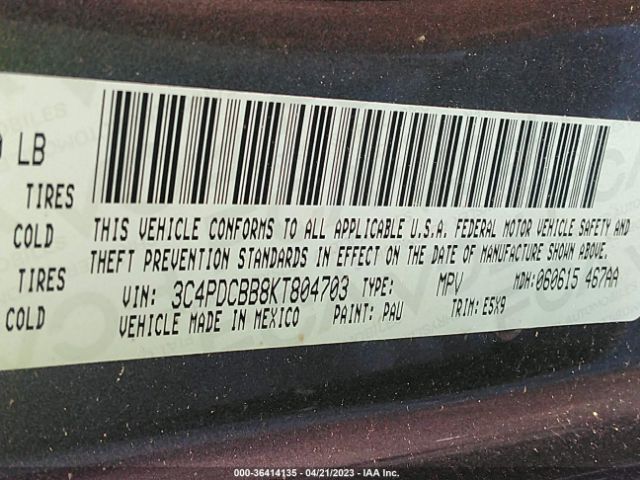 LB
TIRES
COLD
TIRES
COLD
THIS VEHICLE CONFORMS TO ALL APPLICABLE U.S.A. FEDERAL MOTOR VEHICLE SAFETY AND
THEFT PREVENTION STANDARDS IN EFFECT ON THE DATE OF MANUFACTURE SHOWN ABOVE.
VIN: 3C4PDCBB8KT804703 TYPE: MPV MDH: 060615 467AA
VEHICLE MADE IN MEXICO PAINT: PAU TRIM: E5X9
000-36414135 - 04/21/2023 - IAA Inc.